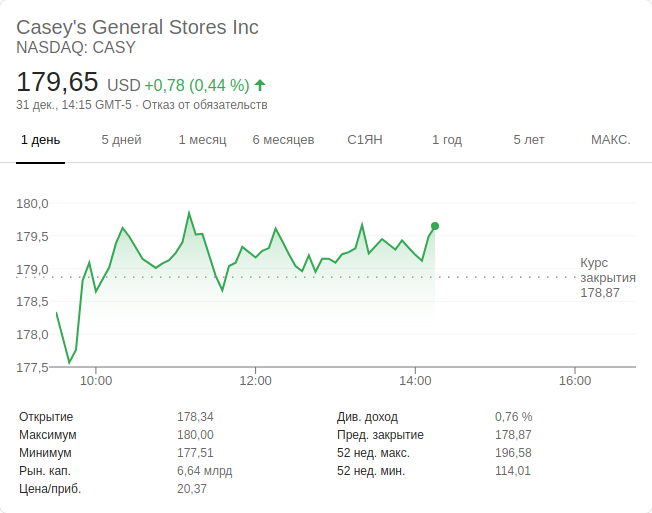 Casey's General Stores Inc
NASDAQ: CASY
179,65 USD +0,78 (0,44 %)
31 дек., 14:15 GMT-5 · Отказ от обязательств
1 день 5 дней 1 месяц 6 месяцев С1ЯН 1 год 5 лет МАКС.
180,0
179,5
179,0
178,5
178,0
177,5
Курс
закрытия
178,87
10:00 12:00 14:00 16:00
Открытие 178,34 Див. доход 0,76 %
Максимум 180,00 Пред. закрытие 178,87
Минимум 177,51 52 нед. макс. 196,58
Рын. кап. 6,64 млрд 52 нед. мин. 114,01
Цена/приб. 20,37